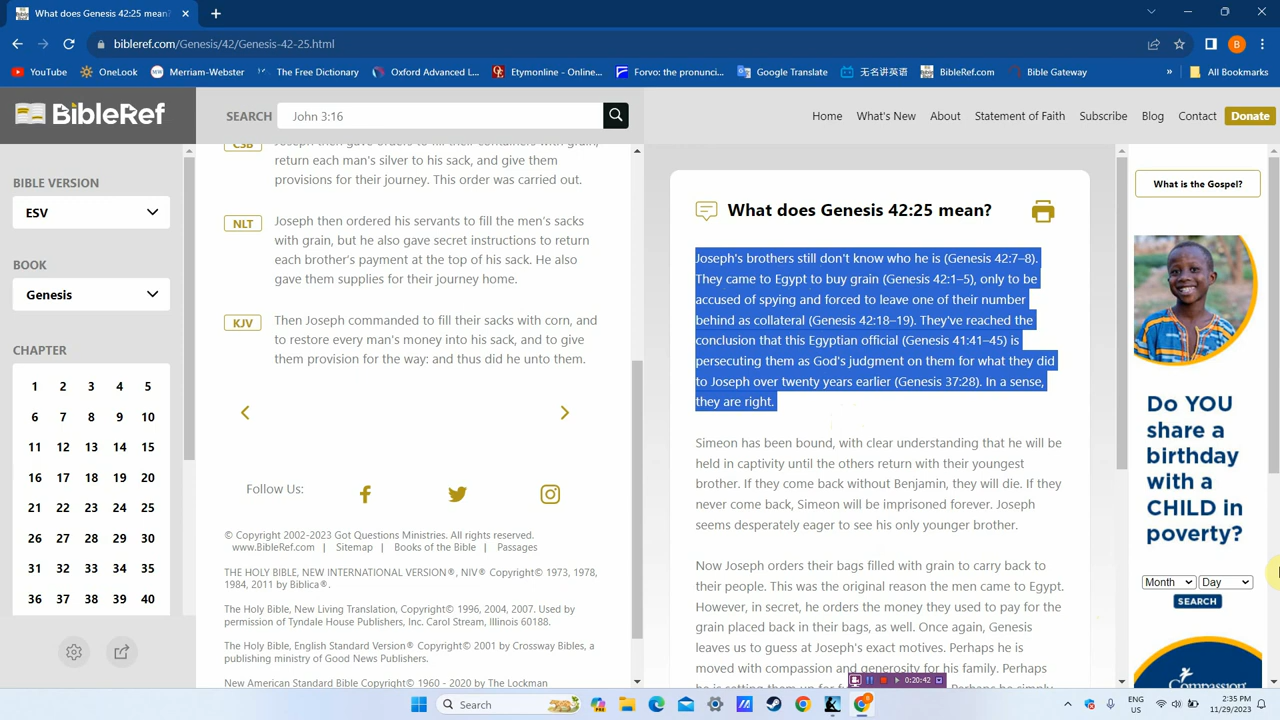 What does Genesis 42:25 mean?
bibleref.com/Genesis/42/Genesis-42-25.html
B
YouTube
OneLook
Merriam-Webster
The Free Dictionary
Oxford Advanced L...
Etymonline - Online...
Forvo: the pronunci...
Google Translate
无名讲英语
BibleRef.com
Bible Gateway
»
All Bookmarks
BibleRef
SEARCH
John 3:16
Home
What's New
About
Statement of Faith
Subscribe
Blog
Contact
Donate
BIBLE VERSION
ESV
BOOK
Genesis
CHAPTER
1 2 3 4 5
6 7 8 9 10
11 12 13 14 15
16 17 18 19 20
21 22 23 24 25
26 27 28 29 30
31 32 33 34 35
36 37 38 39 40
CSB
Joseph then gave orders to fill their containers with grain,
return each man's silver to his sack, and give them
provisions for their journey. This order was carried out.
NLT
Joseph then ordered his servants to fill the men's sacks
with grain, but he also gave secret instructions to return
each brother's payment at the top of his sack. He also
gave them supplies for their journey home.
KJV
Then Joseph commanded to fill their sacks with corn, and
to restore every man's money into his sack, and to give
them provision for the way: and thus did he unto them.
Follow Us:
© Copyright 2002-2023 Got Questions Ministries. All rights reserved.
www.BibleRef.com | Sitemap | Books of the Bible | Passages
THE HOLY BIBLE, NEW INTERNATIONAL VERSION®, NIV® Copyright© 1973, 1978,
1984, 2011 by Biblica®.
The Holy Bible, New Living Translation, Copyright© 1996, 2004, 2007. Used by
permission of Tyndale House Publishers, Inc. Carol Stream, Illinois 60188.
The Holy Bible, English Standard Version® Copyright© 2001 by Crossway Bibles, a
publishing ministry of Good News Publishers.
New American Standard Bible Copyright© 1960 - 2020 by The Lockman
What does Genesis 42:25 mean?
Joseph's brothers still don't know who he is (Genesis 42:7–8).
They came to Egypt to buy grain (Genesis 42:1–5), only to be
accused of spying and forced to leave one of their number
behind as collateral (Genesis 42:18–19). They've reached the
conclusion that this Egyptian official (Genesis 41:41–45) is
persecuting them as God's judgment on them for what they did
to Joseph over twenty years earlier (Genesis 37:28). In a sense,
they are right.
Simeon has been bound, with clear understanding that he will be
held in captivity until the others return with their youngest
brother. If they come back without Benjamin, they will die. If they
never come back, Simeon will be imprisoned forever. Joseph
seems desperately eager to see his only younger brother.
Now Joseph orders their bags filled with grain to carry back to
their people. This was the original reason the men came to Egypt.
However, in secret, he orders the money they used to pay for the
grain placed back in their bags, as well. Once again, Genesis
leaves us to guess at Joseph's exact motives. Perhaps he is
moved with compassion and generosity for his family. Perhaps
What is the Gospel?
Do YOU
share a
birthday
with a
CHILD in
poverty?
Month
Day
SEARCH
Compassion
0:20:42
Search
ENG
US
2:35 PM
11/29/2023